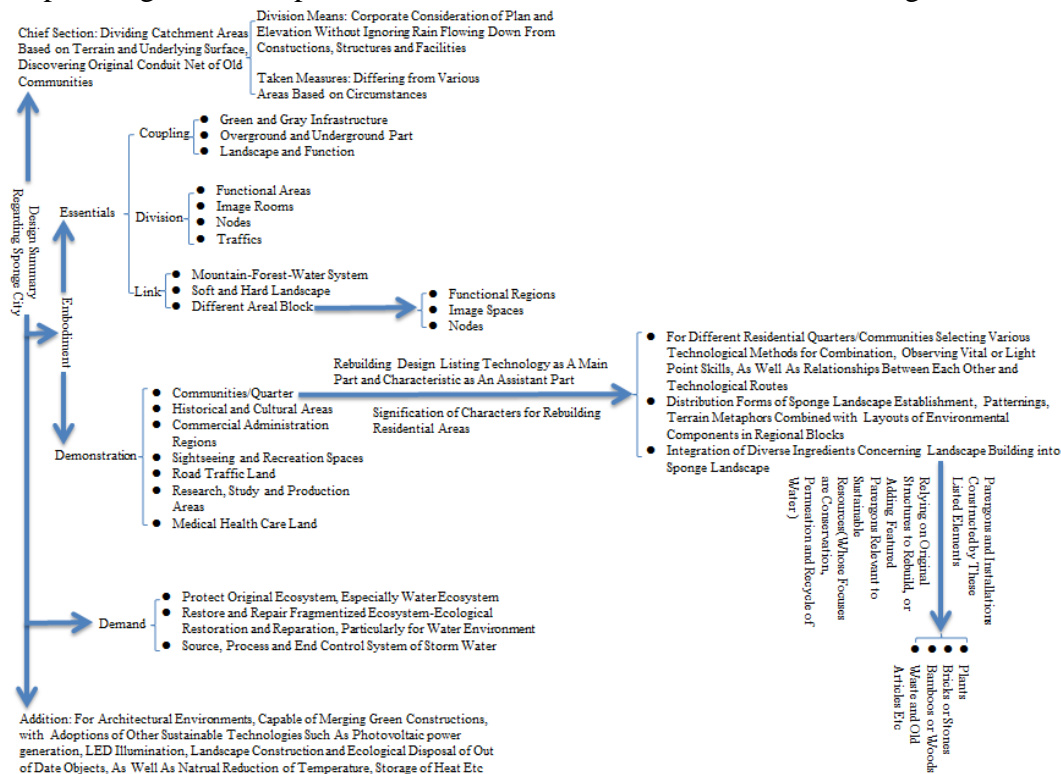 Chief Section: Dividing Catchment Areas
Based on Terrain and Underlying Surface,
Discovering Original Conduit Net of Old
Communities
Division Means: Corporate Consideration of Plan and
Elevation Without Ignoring Rain Flowing Down From
Constuctions, Structures and Facilities
Taken Measures: Differing from Various
Areas Based on Circumstances
Design Summary
Regarding Sponge City
Embodiment
Essentials
Coupling
● Green and Gray Infrastructure
● Overground and Underground Part
● Landscape and Function
Division
● Functional Areas
● Image Rooms
● Nodes
● Traffics
Link
● Mountain-Forest-Water System
● Soft and Hard Landscape
● Different Areal Block
● Functional Regions
● Image Spaces
● Nodes
Demonstration
● Communities/Quarter
● Historical and Cultural Areas
● Commercial Administration
Regions
● Sightseeing and Recreation Spaces
● Road Traffic Land
● Research, Study and Production
Areas
● Medical Health Care Land
Rebuilding Design Listing Technology as A Main
Part and Characteristic as An Assistant Part
Signification of Characters for Rebuilding
Residential Areas
● For Different Residential Quarters/Communities Selecting Various
Technological Methods for Combination, Observing Vital or Light
Point Skills, As Well As Relationships Between Each Other and
Technological Routes
● Distribution Forms of Sponge Landscape Establishment, Patternings,
Terrain Metaphors Combined with Layouts of Environmental
Components in Regional Blocks
● Integration of Diverse Ingredients Concerning Landscape Building into
Sponge Landscape
Parergons and Installations
Constructed by These
Listed Elements
Relying on Original
Structures to Rebuild, or
Adding Featured
Parergons Relevant to
Sustainable
Resources(Whose Focuses
are Conservation,
Permeation and Recycle of
Water )
● Plants
● Bricks or Stones
● Bamboos or Woods
● Waste and Old
Articles Etc
Demand
● Protect Original Ecosystem, Especially Water Ecosystem
● Restore and Repair Fragmentized Ecosystem-Ecological
Restoration and Reparation, Particularly for Water Environment
● Source, Process and End Control System of Storm Water
Addition: For Architectural Environments, Capable of Merging Green Constructions,
with Adoptions of Other Sustainable Technologies Such As Photovoltaic power
generation, LED Illumination, Landscape Construction and Ecological Disposal of Out
of Date Objects, As Well As Natrual Reduction of Temperature, Storage of Heat Etc